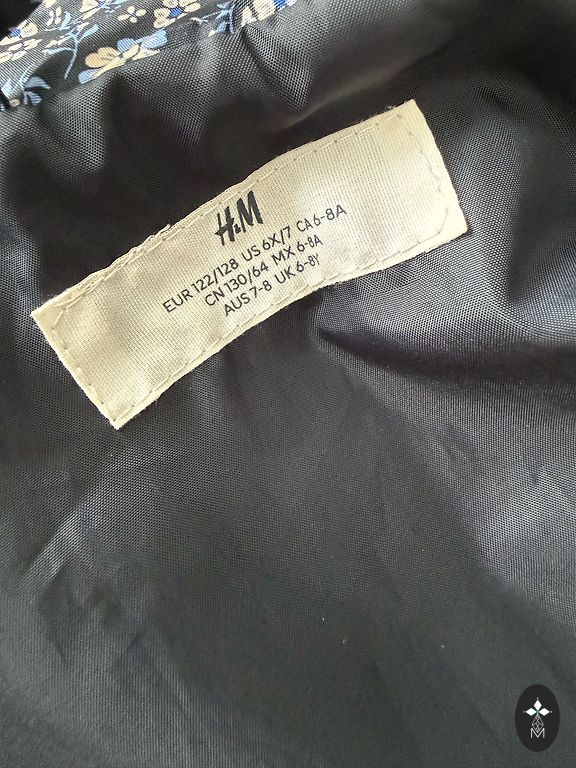 H&M
EUR 122/128 US 6X/7 CA 6-8A
CN 130/64 MX 6-8A
AUS 7-8 UK 6-8Y
M